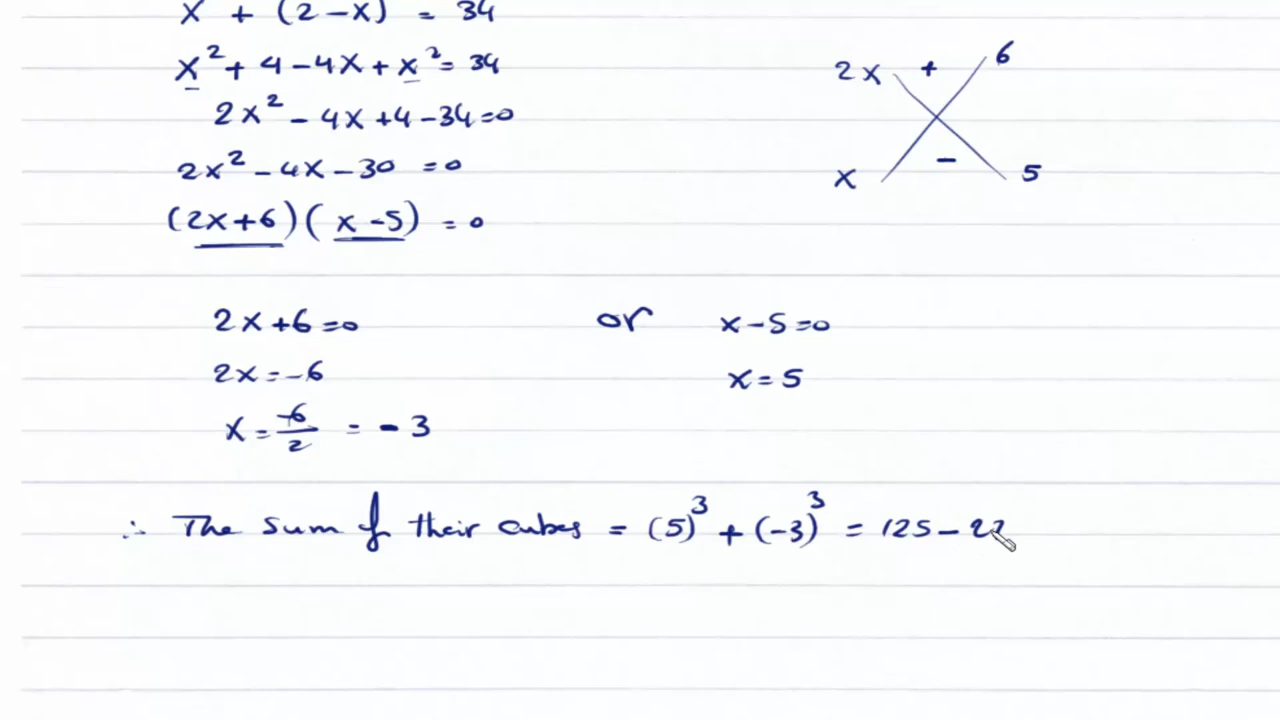 x + (2-x) = 34
x² + 4 - 4x + x² = 34
2x² - 4x + 4 - 34 = 0
2x² - 4x - 30 = 0
(2x+6)(x-5) = 0
2x + 6
x - 5
2x + 6 = 0 or x - 5 = 0
2x = -6 x = 5
x = -6/2 = -3
∴ The sum of their cubes = (5)³ + (-3)³ = 125 -